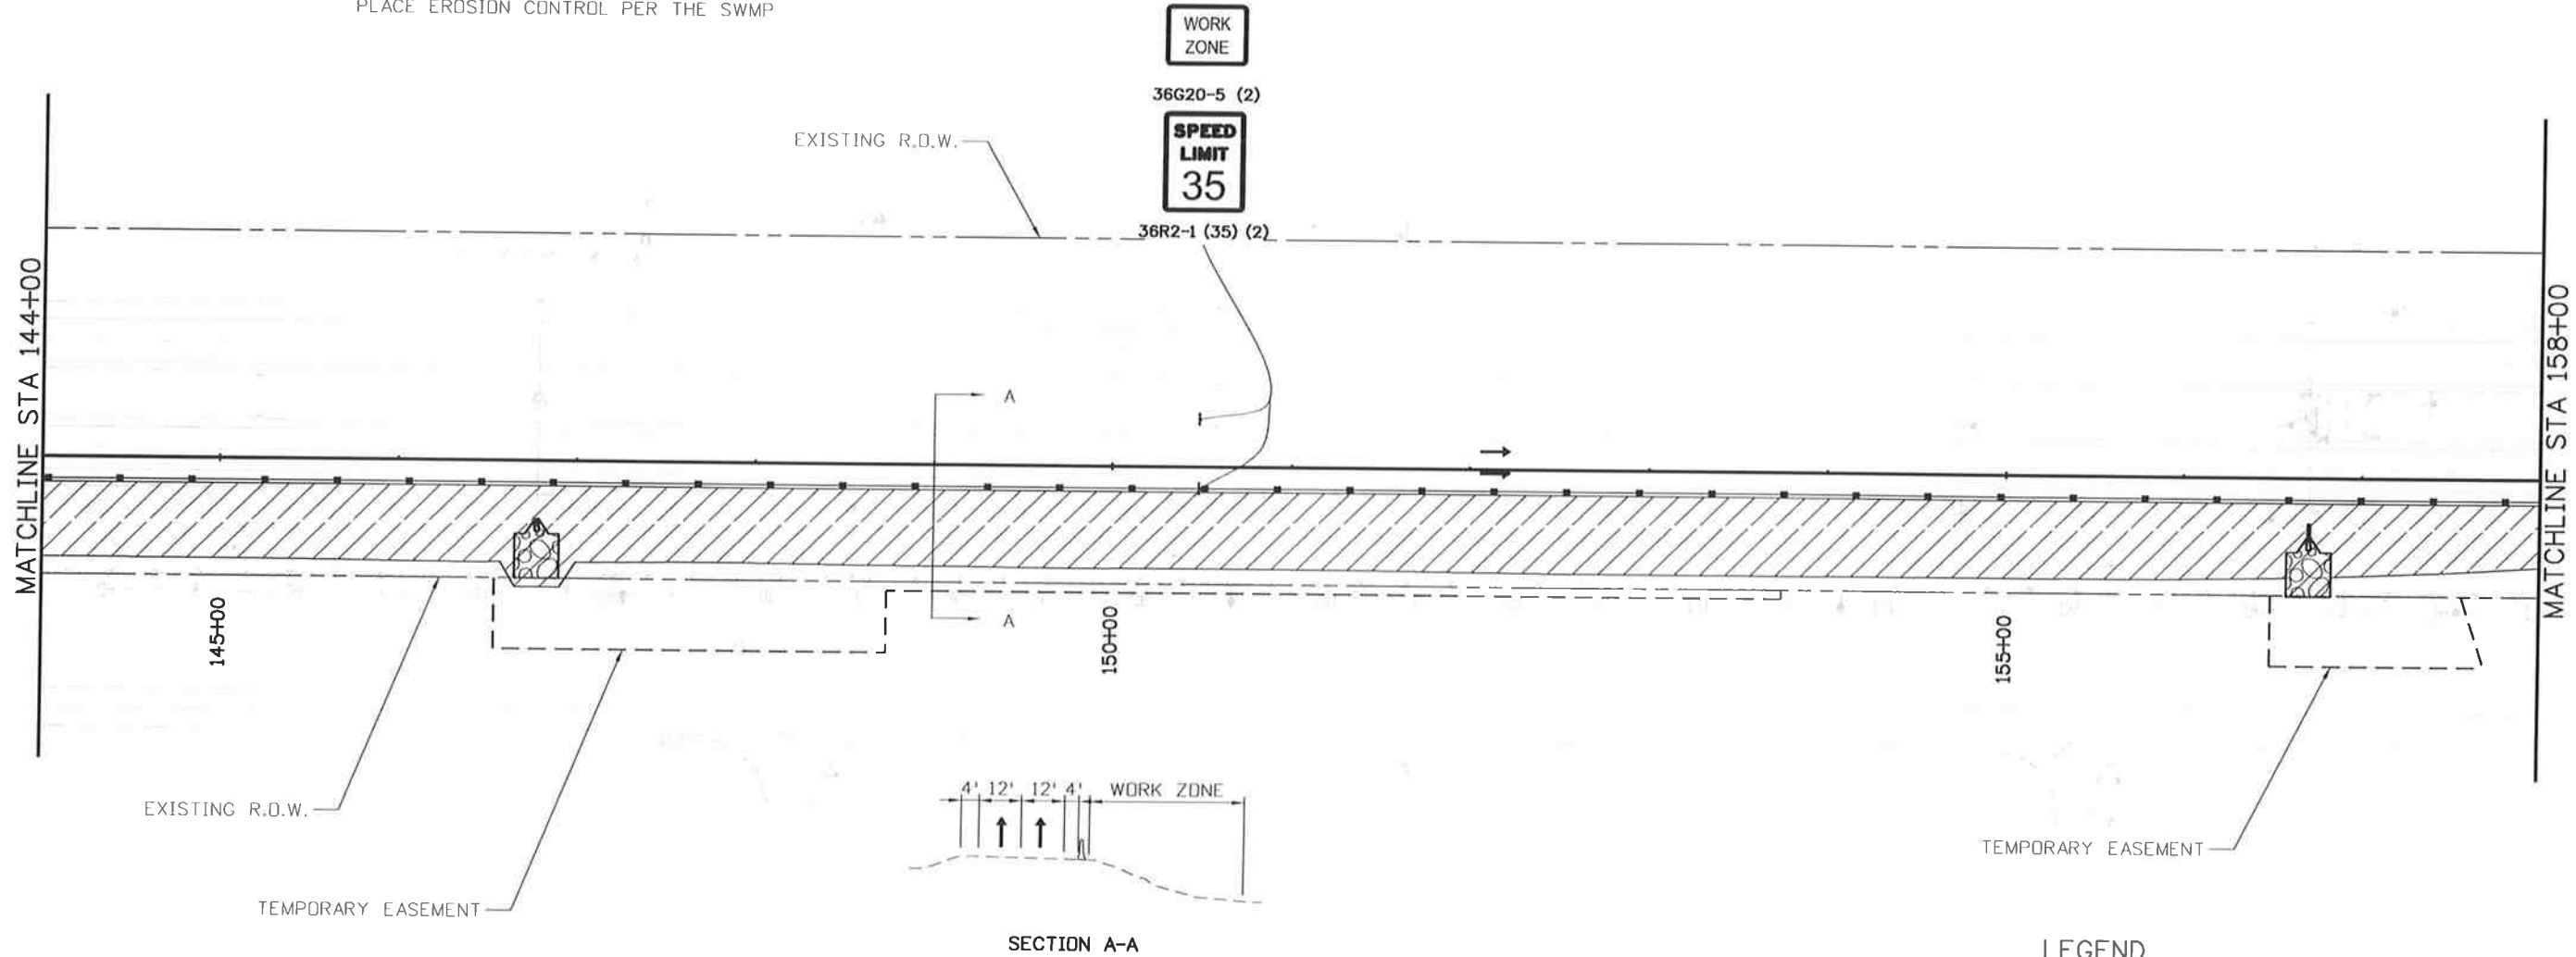 PLACE EROSION CONTROL PER THE SWMP
WORK
ZONE
36G20-5 (2)
SPEED
LIMIT
35
36R2-1 (35) (2)
EXISTING R.O.W.
MATCHLINE STA 144+00
MATCHLINE STA 158+00
A
A
145+00
150+00
155+00
EXISTING R.O.W.
TEMPORARY EASEMENT
TEMPORARY EASEMENT
4' 12' 12' 4' WORK ZONE
SECTION A-A
LEGEND